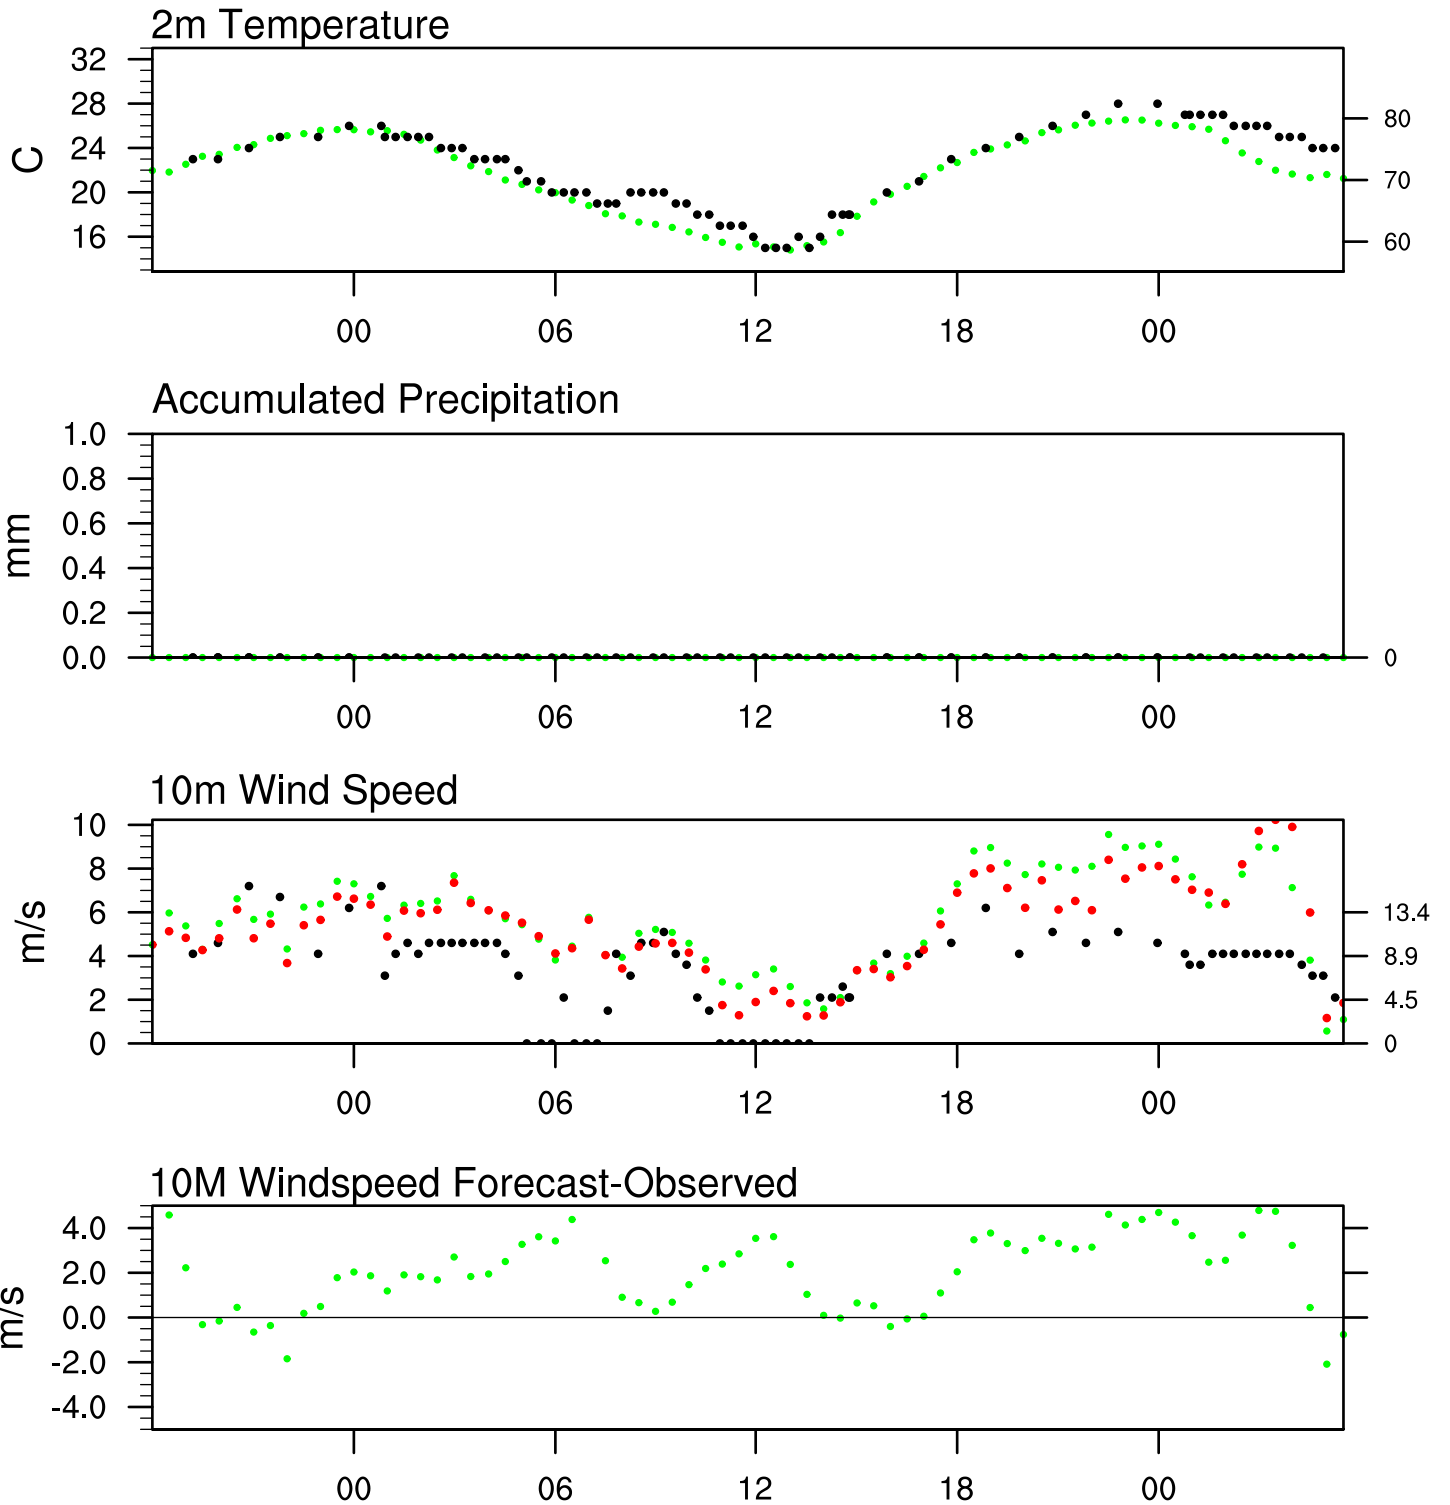 2m Temperature
32
28
24
20
16
C
80
70
60
00 06 12 18 00
Accumulated Precipitation
1.0
0.8
0.6
0.4
0.2
0.0
mm
0
00 06 12 18 00
10m Wind Speed
10
8
6
4
2
0
m/s
13.4
8.9
4.5
0
00 06 12 18 00
10M Windspeed Forecast-Observed
4.0
2.0
0.0
-2.0
-4.0
m/s
00 06 12 18 00